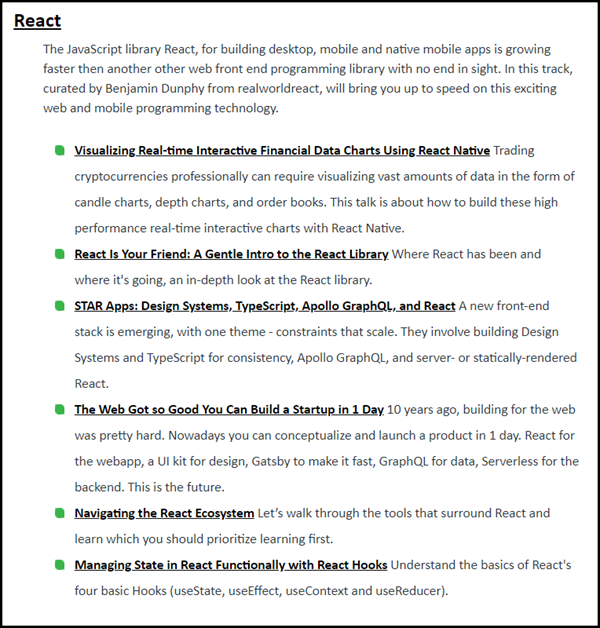 React
The JavaScript library React, for building desktop, mobile and native mobile apps is growing
faster then another other web front end programming library with no end in sight. In this track,
curated by Benjamin Dunphy from realworldreact, will bring you up to speed on this exciting
web and mobile programming technology.
Visualizing Real-time Interactive Financial Data Charts Using React Native Trading
cryptocurrencies professionally can require visualizing vast amounts of data in the form of
candle charts, depth charts, and order books. This talk is about how to build these high
performance real-time interactive charts with React Native.
React Is Your Friend: A Gentle Intro to the React Library Where React has been and
where it's going, an in-depth look at the React library.
STAR Apps: Design Systems, TypeScript, Apollo GraphQL, and React A new front-end
stack is emerging, with one theme - constraints that scale. They involve building Design
Systems and TypeScript for consistency, Apollo GraphQL, and server- or statically-rendered
React.
The Web Got so Good You Can Build a Startup in 1 Day 10 years ago, building for the web
was pretty hard. Nowadays you can conceptualize and launch a product in 1 day. React for
the webapp, a UI kit for design, Gatsby to make it fast, GraphQL for data, Serverless for the
backend. This is the future.
Navigating the React Ecosystem Let’s walk through the tools that surround React and
learn which you should prioritize learning first.
Managing State in React Functionally with React Hooks Understand the basics of React's
four basic Hooks (useState, useEffect, useContext and useReducer).